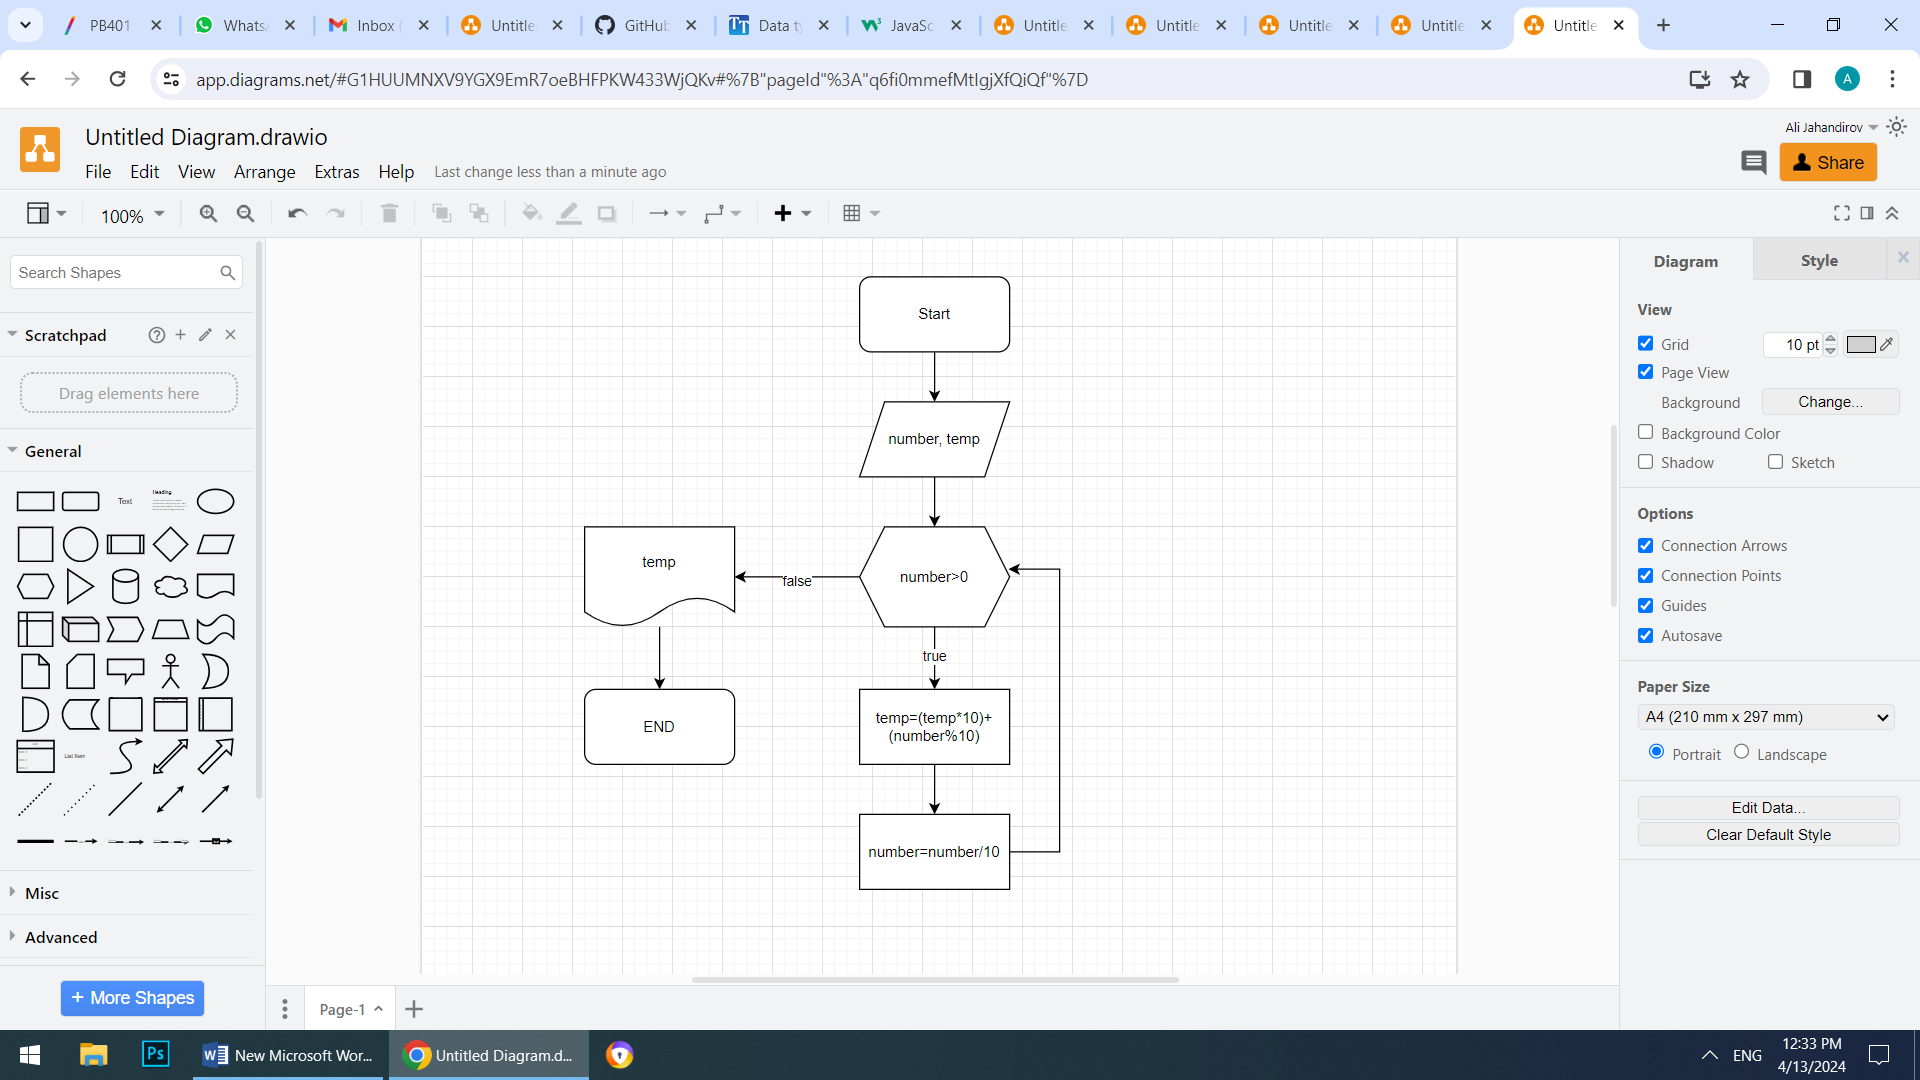 PB401
Whats
Inbox (
Untitle
GitHub
Data ty
JavaSc
Untitle
Untitle
Untitle
Untitle
Untitle
app.diagrams.net/#G1HUUMNXV9YGX9EmR7oeBHFPKW433WjQKv#%7B"pageId"%3A"q6fi0mmefMtIgjXfQiQf"%7D
A
Untitled Diagram.drawio
Ali Jahandirov
File Edit View Arrange Extras Help Last change less than a minute ago
Share
100%
Search Shapes
Scratchpad
Drag elements here
General
Text
Heading
List Item
Misc
Advanced
+ More Shapes
Start
number, temp
temp
false
number>0
true
END
temp=(temp*10)+
(number%10)
number=number/10
Page-1
Diagram Style
View
Grid 10 pt
Page View
Background Change...
Background Color
Shadow Sketch
Options
Connection Arrows
Connection Points
Guides
Autosave
Paper Size
A4 (210 mm x 297 mm)
Portrait Landscape
Edit Data...
Clear Default Style
Ps
New Microsoft Wor...
Untitled Diagram.d...
ENG
12:33 PM
4/13/2024